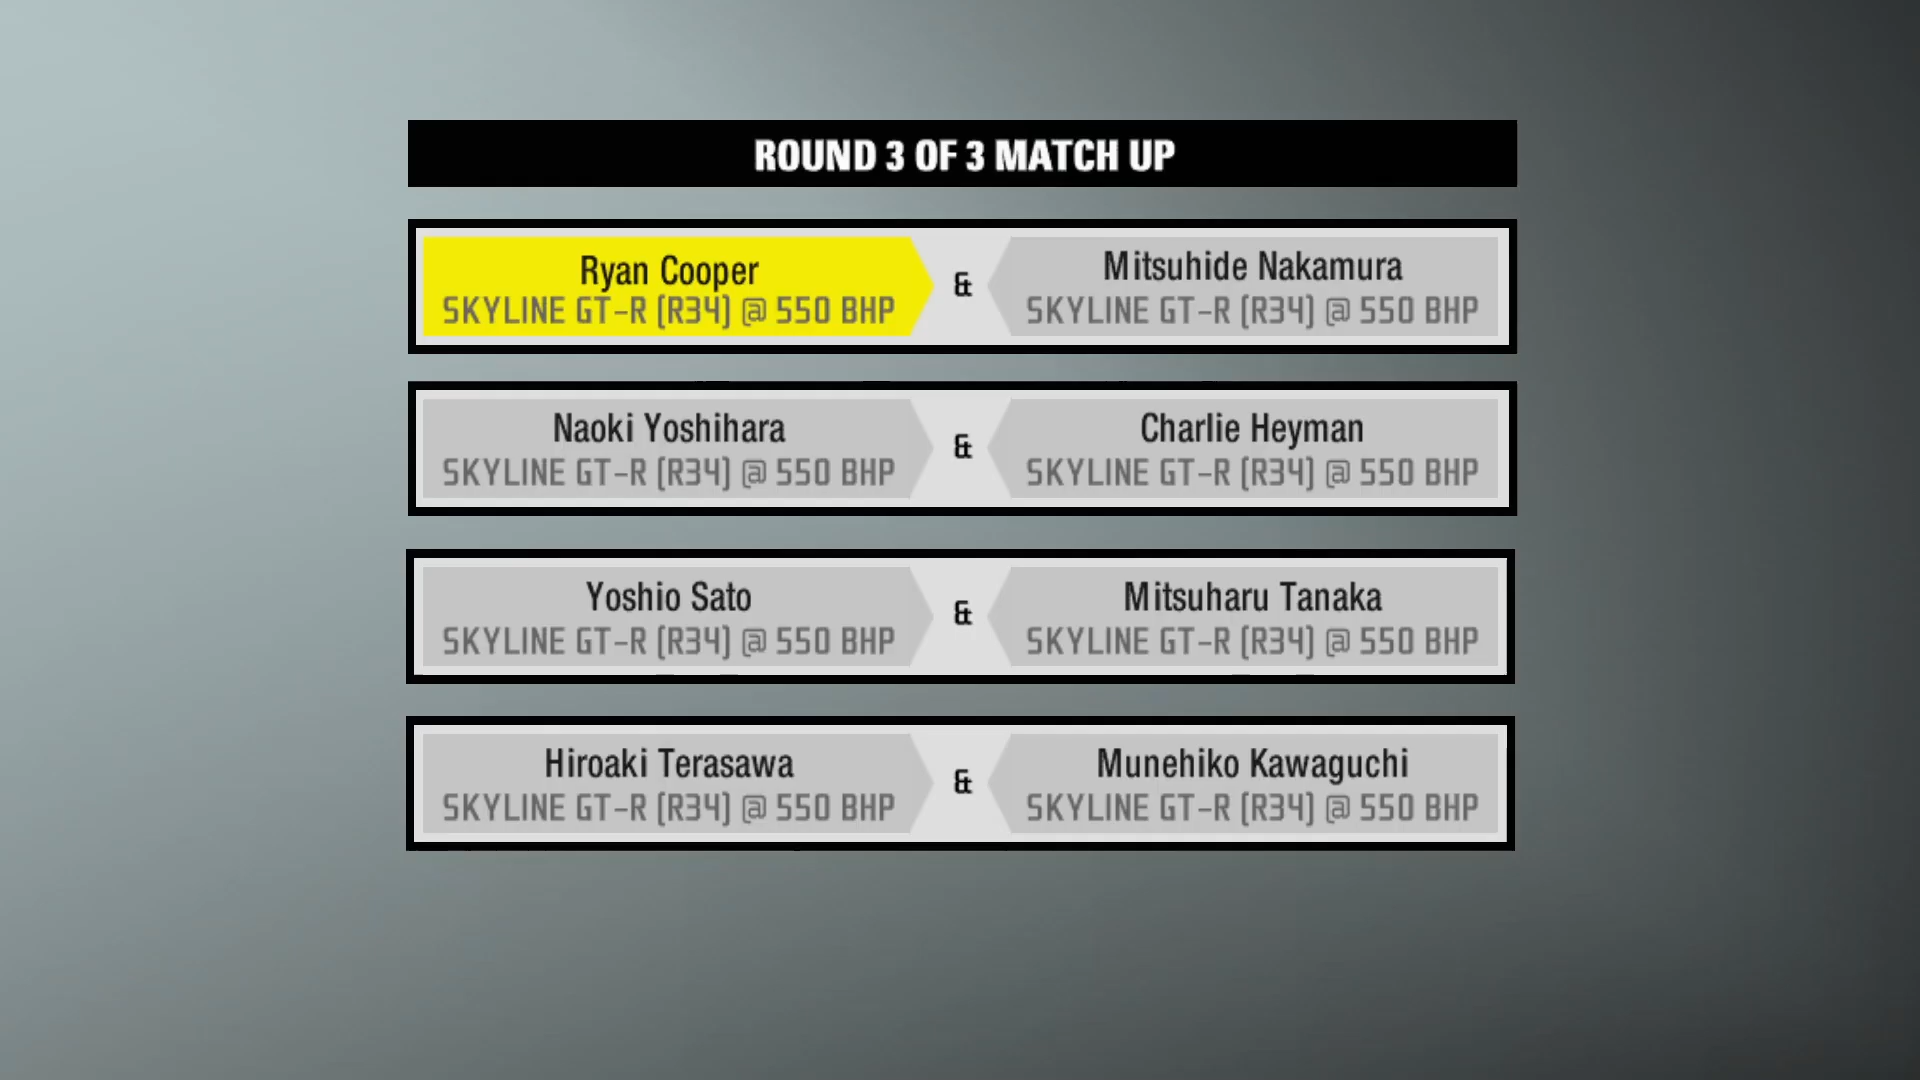 ROUND 3 OF 3 MATCH UP
Ryan Cooper
SKYLINE GT-R (R34) @ 550 BHP
&
Mitsuhide Nakamura
SKYLINE GT-R (R34) @ 550 BHP
Naoki Yoshihara
SKYLINE GT-R (R34) @ 550 BHP
&
Charlie Heyman
SKYLINE GT-R (R34) @ 550 BHP
Yoshio Sato
SKYLINE GT-R (R34) @ 550 BHP
&
Mitsuharu Tanaka
SKYLINE GT-R (R34) @ 550 BHP
Hiroaki Terasawa
SKYLINE GT-R (R34) @ 550 BHP
&
Munehiko Kawaguchi
SKYLINE GT-R (R34) @ 550 BHP